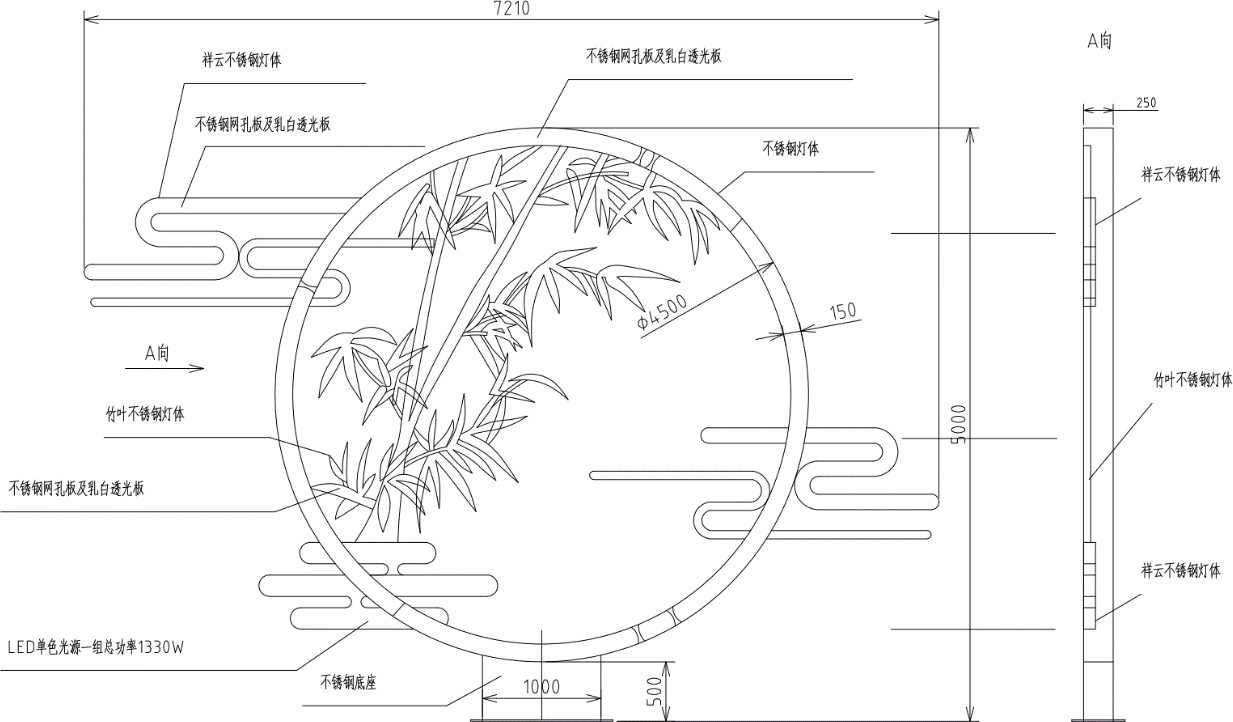 7210
A向
祥云不锈钢灯体
不锈钢网孔板及乳白透光板
250
不锈钢网孔板及乳白透光板
不锈钢灯体
祥云不锈钢灯体
Φ4500
150
A向
竹叶不锈钢灯体
竹叶不锈钢灯体
5000
不锈钢网孔板及乳白透光板
祥云不锈钢灯体
LED单色光源一组总功率1330W
不锈钢底座
1000
500